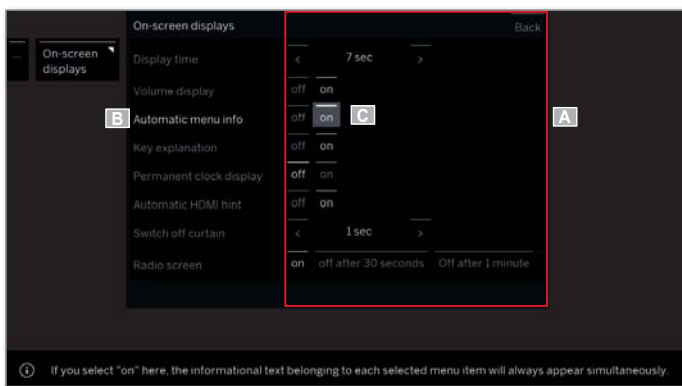 On-screen displays Back
... On-screen displays
Display time < 7 sec >
Volume display off on
B Automatic menu info off on C A
Key explanation off on
Permanent clock display off on
Automatic HDMI hint off on
Switch off curtain < 1 sec >
Radio screen on off after 30 seconds Off after 1 minute
i If you select "on" here, the informational text belonging to each selected menu item will always appear simultaneously.